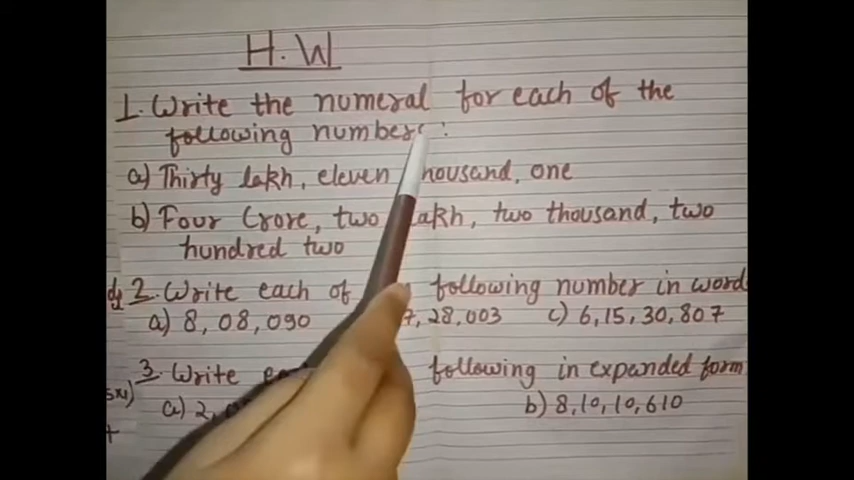 H.W
1. Write the numeral for each of the
following number :
a) Thirty lakh, eleven thousand, one
b) Four Crore, two lakh, two thousand, two
hundred two
2. Write each of following number in word
a) 8, 08, 090 7, 28, 003 c) 6, 15, 30, 807
3. Write following in expanded form
a) 2, b) 8, 10, 10, 610